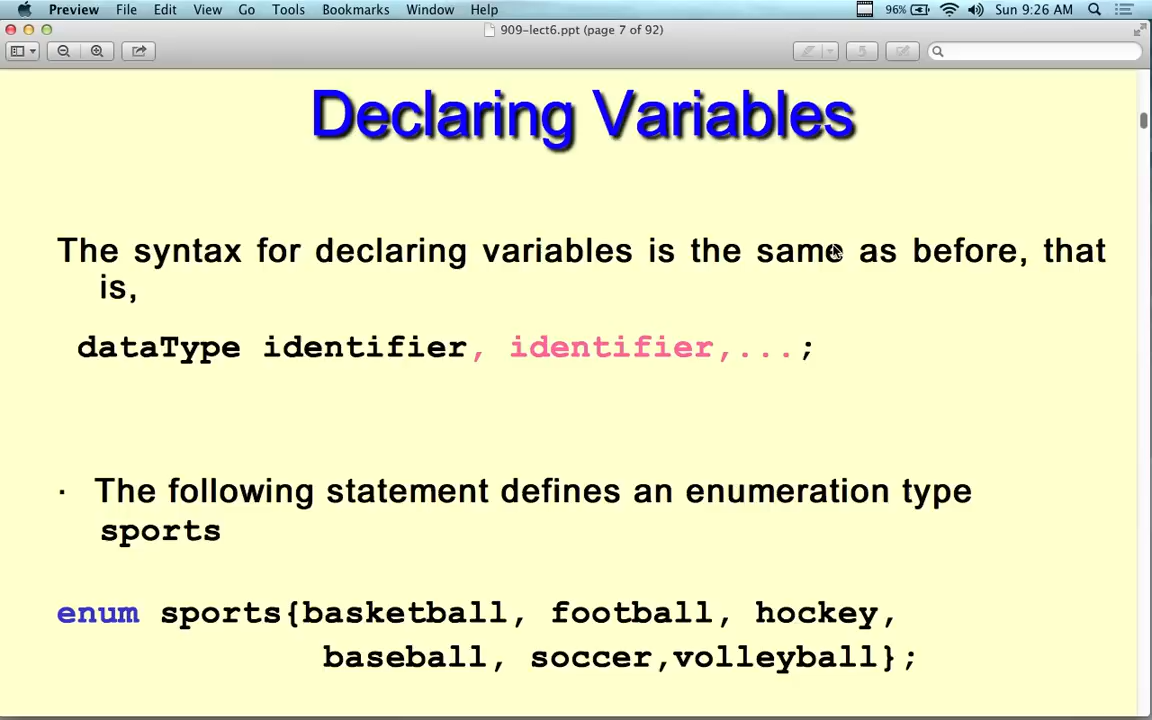 Preview File Edit View Go Tools Bookmarks Window Help 96% Sun 9:26 AM
909-lect6.ppt (page 7 of 92)
Declaring Variables
The syntax for declaring variables is the same as before, that
is,
dataType identifier, identifier,...;
· The following statement defines an enumeration type
sports
enum sports{basketball, football, hockey,
baseball, soccer,volleyball};